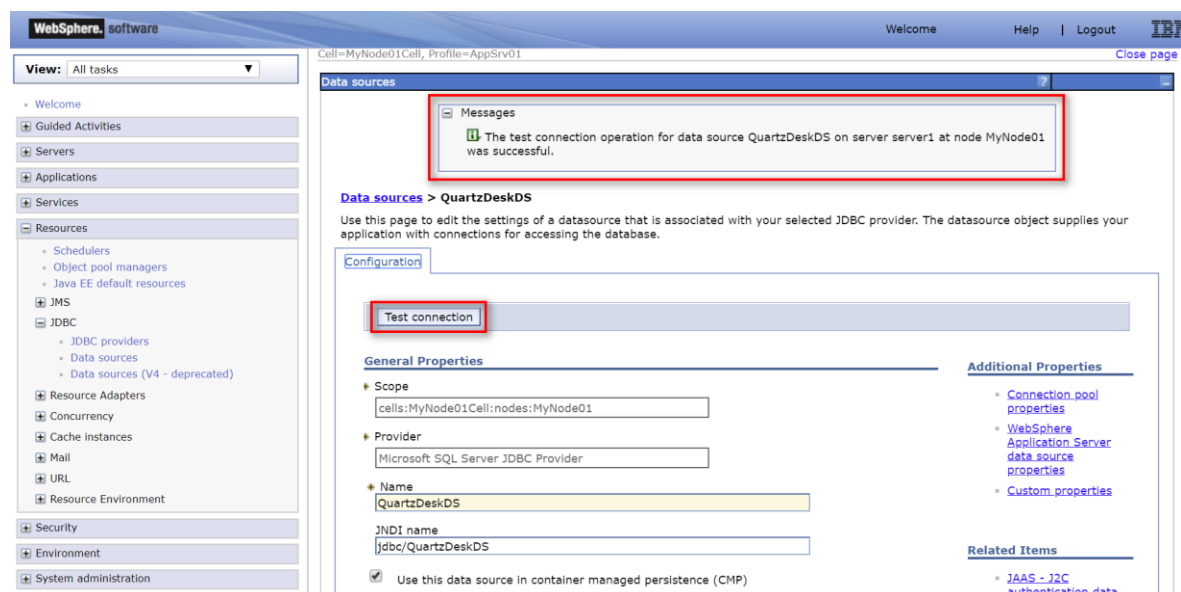 WebSphere. software
Welcome
Help | Logout
View: All tasks
Welcome
Guided Activities
Servers
Applications
Services
Resources
Schedulers
Object pool managers
Java EE default resources
JMS
JDBC
JDBC providers
Data sources
Data sources (V4 - deprecated)
Resource Adapters
Concurrency
Cache instances
Mail
URL
Resource Environment
Security
Environment
System administration
Cell=MyNode01Cell, Profile=AppSrv01
Close page
Data sources
?
Messages
The test connection operation for data source QuartzDeskDS on server server1 at node MyNode01
was successful.
Data sources > QuartzDeskDS
Use this page to edit the settings of a datasource that is associated with your selected JDBC provider. The datasource object supplies your
application with connections for accessing the database.
Configuration
Test connection
General Properties
Scope
cells:MyNode01Cell:nodes:MyNode01
Provider
Microsoft SQL Server JDBC Provider
Name
QuartzDeskDS
JNDI name
jdbc/QuartzDeskDS
Use this data source in container managed persistence (CMP)
Additional Properties
Connection pool
properties
WebSphere
Application Server
data source
properties
Custom properties
Related Items
JAAS - J2C
authentication data